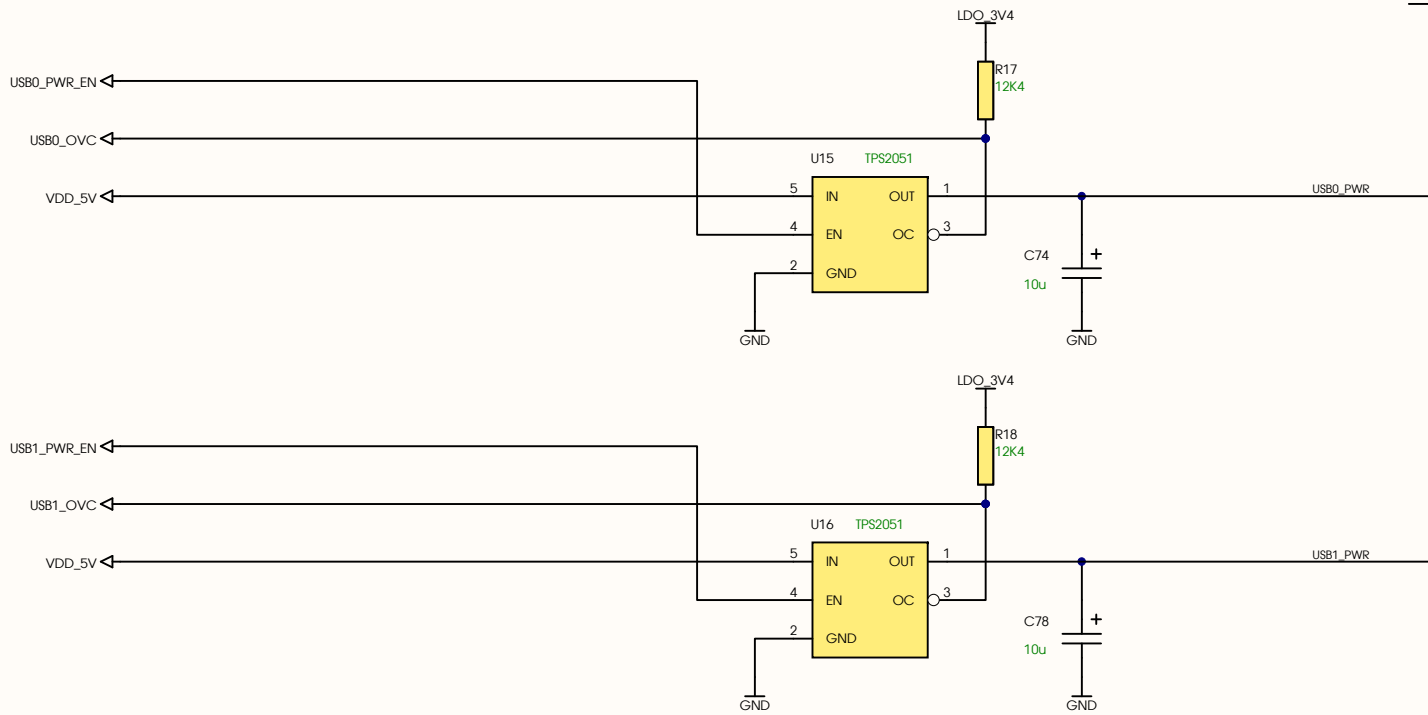 LDO_3V4
R17
12K4
USB0_PWR_EN
USB0_OVC
U15 TPS2051
VDD_5V
5 IN OUT 1
USB0_PWR
4 EN OC 3
2 GND
C74 +
10u
GND
GND
LDO_3V4
R18
12K4
USB1_PWR_EN
USB1_OVC
U16 TPS2051
VDD_5V
5 IN OUT 1
USB1_PWR
4 EN OC 3
2 GND
C78 +
10u
GND
GND